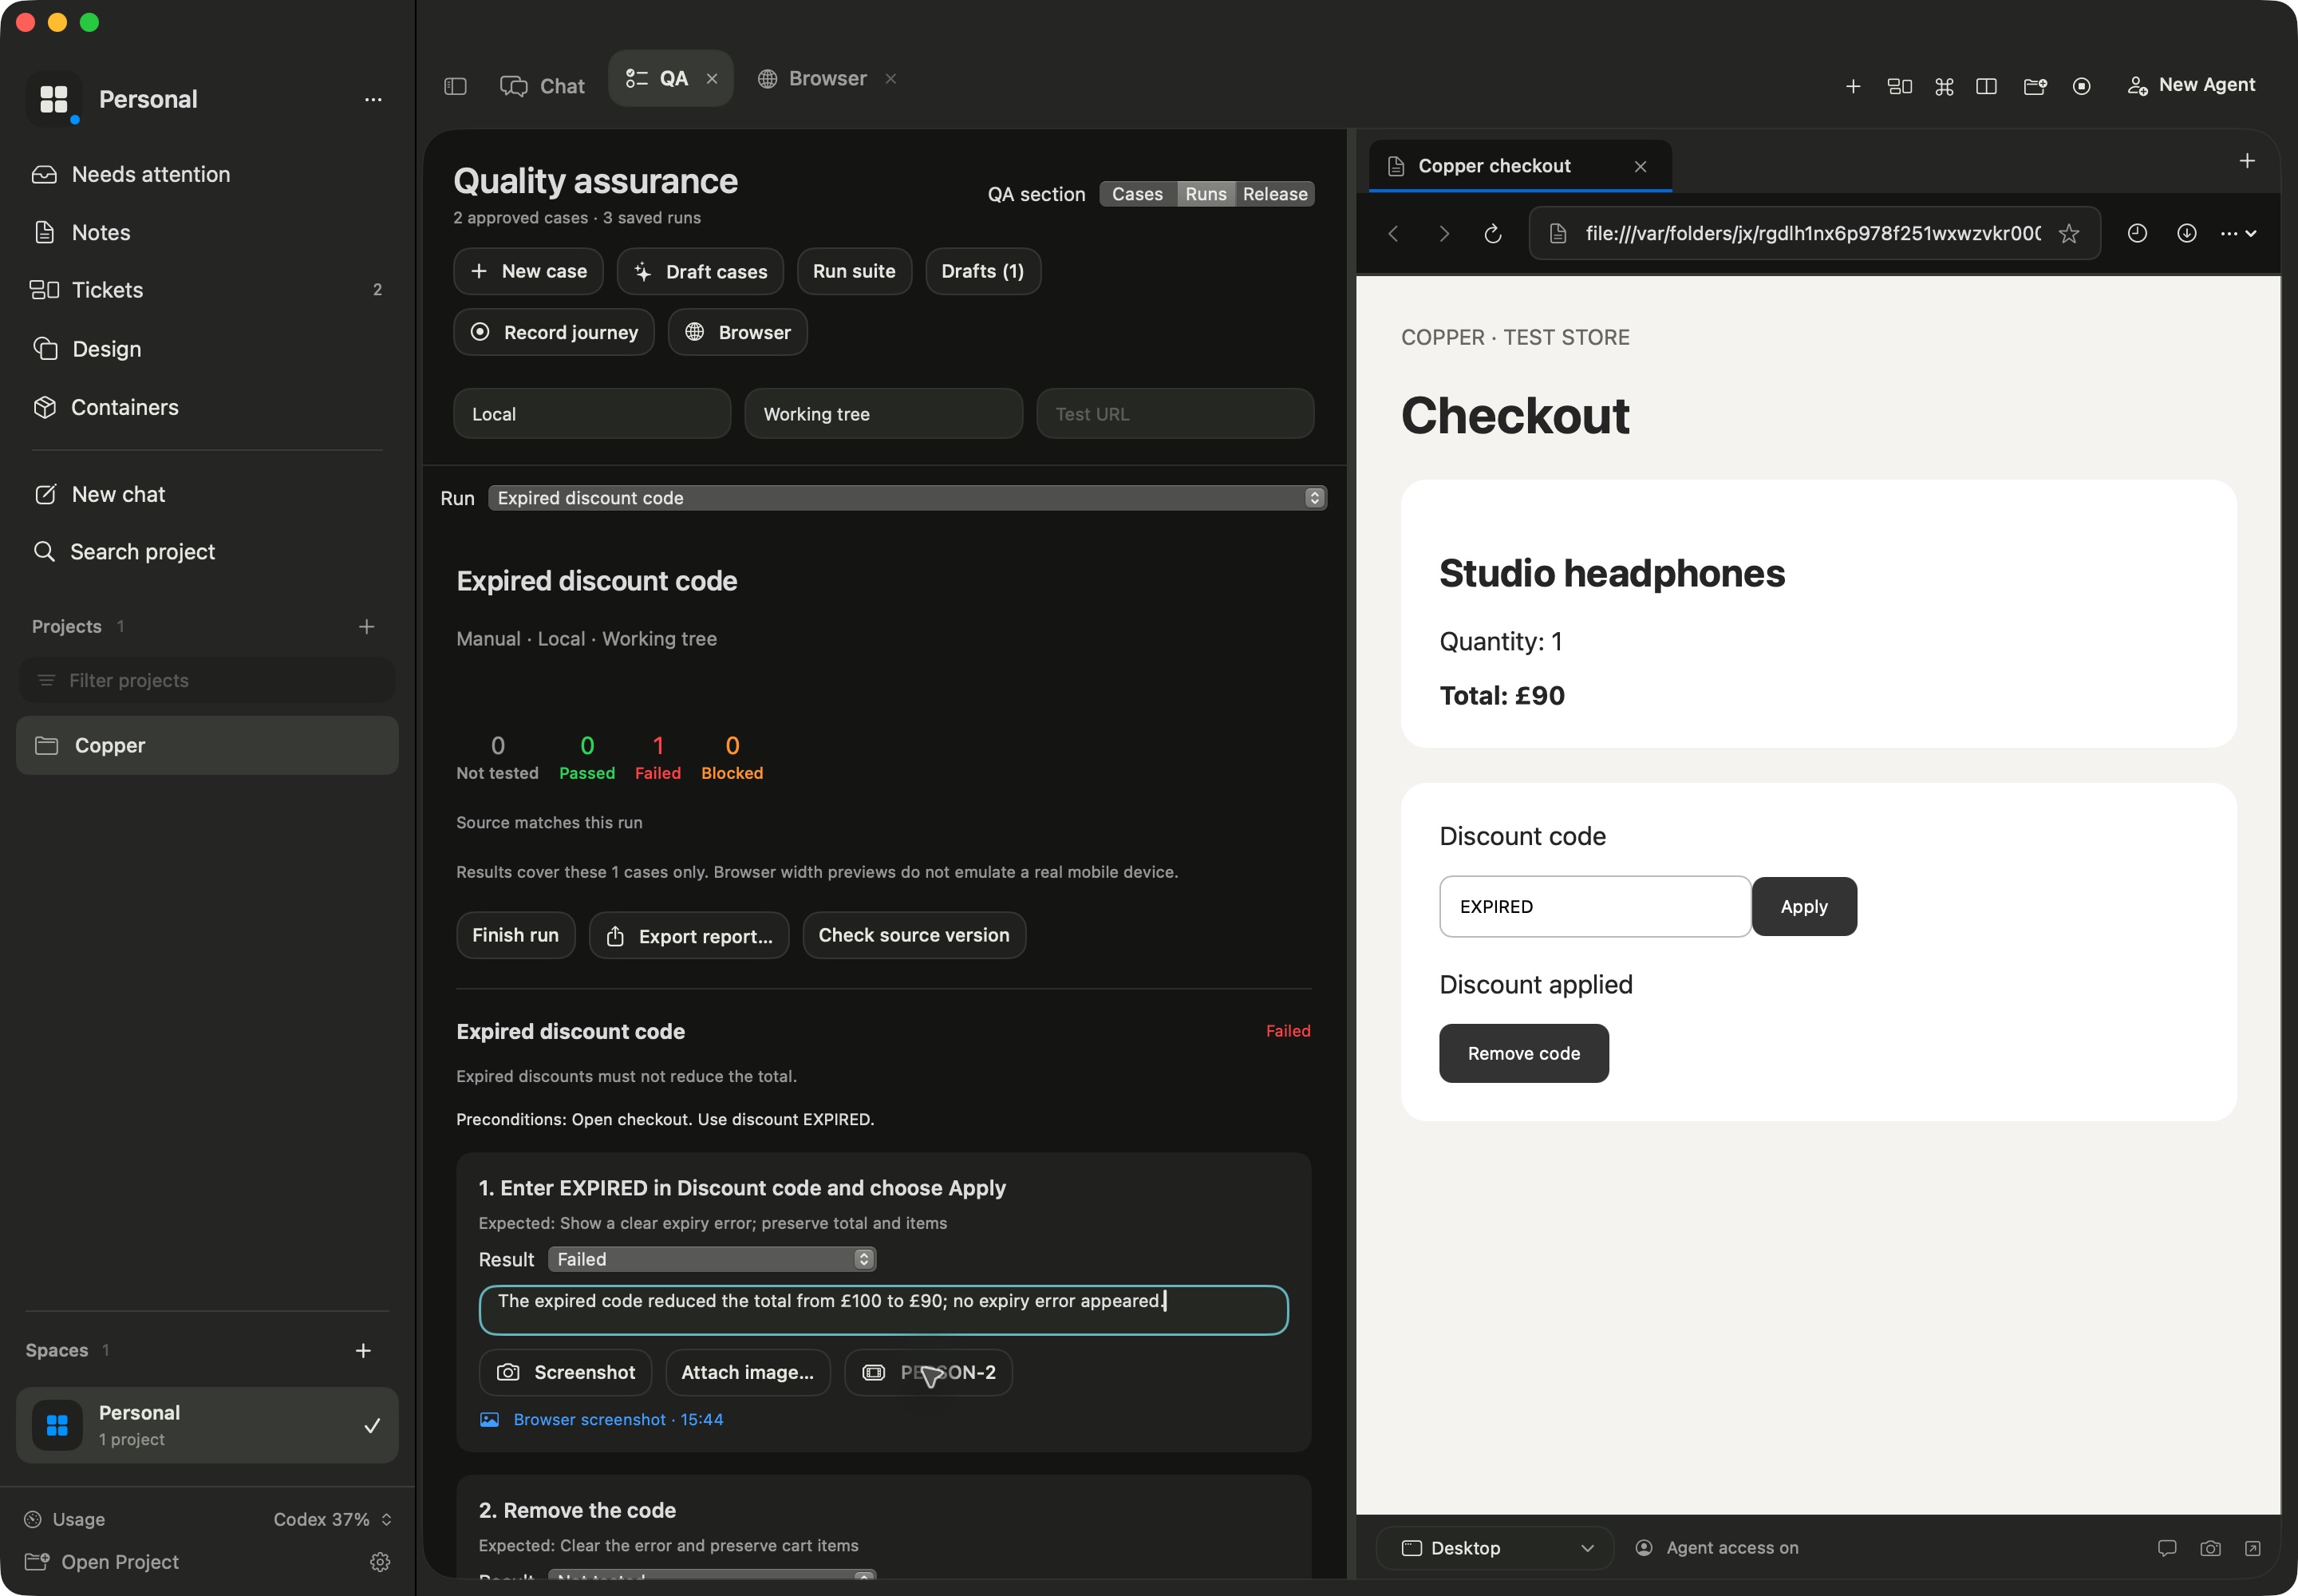 Personal
Needs attention
Notes
Tickets 2
Design
Containers
New chat
Search project
Projects 1
Filter projects
Copper
Spaces 1
Personal
1 project
Usage Codex 37%
Open Project
Chat
QA
Browser
New Agent
Quality assurance
2 approved cases · 3 saved runs
QA section Cases Runs Release
New case
Draft cases
Run suite
Drafts (1)
Record journey
Browser
Local
Working tree
Test URL
Run Expired discount code
Expired discount code
Manual · Local · Working tree
0 0 1 0
Not tested Passed Failed Blocked
Source matches this run
Results cover these 1 cases only. Browser width previews do not emulate a real mobile device.
Finish run
Export report...
Check source version
Expired discount code Failed
Expired discounts must not reduce the total.
Preconditions: Open checkout. Use discount EXPIRED.
1. Enter EXPIRED in Discount code and choose Apply
Expected: Show a clear expiry error; preserve total and items
Result Failed
The expired code reduced the total from £100 to £90; no expiry error appeared.
Screenshot
Attach image...
Browser screenshot · 15:44
2. Remove the code
Expected: Clear the error and preserve cart items
Result Not tested
Copper checkout
file:///var/folders/jx/rgdlh1nx6p978f251wxwzvkr00
COPPER · TEST STORE
Checkout
Studio headphones
Quantity: 1
Total: £90
Discount code
EXPIRED
Apply
Discount applied
Remove code
Desktop
Agent access on